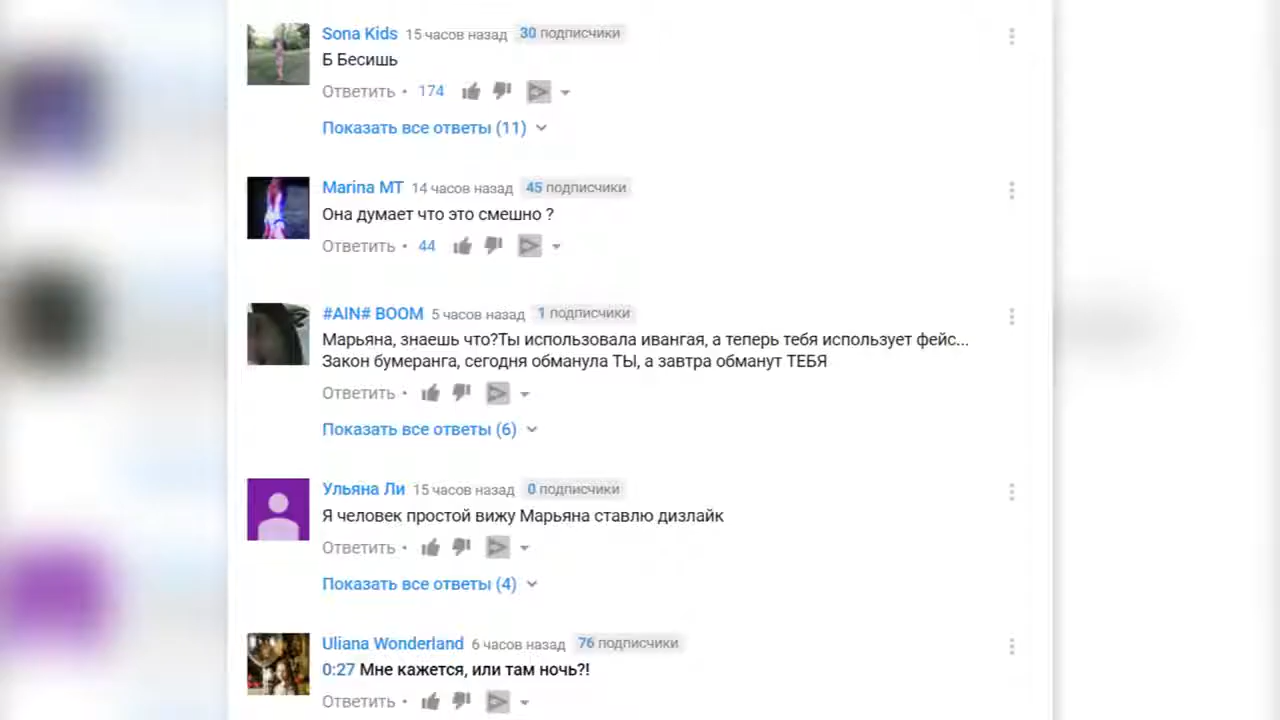 Sona Kids 15 часов назад 30 подписчики
Б Бесишь
Ответить • 174
Показать все ответы (11)
Marina MT 14 часов назад 45 подписчики
Она думает что это смешно ?
Ответить • 44
#AIN# BOOM 5 часов назад 1 подписчики
Марьяна, знаешь что?Ты использовала ивангая, а теперь тебя использует фейс...
Закон бумеранга, сегодня обманула ТЫ, а завтра обманут ТЕБЯ
Ответить •
Показать все ответы (6)
Ульяна Ли 15 часов назад 0 подписчики
Я человек простой вижу Марьяна ставлю дизлайк
Ответить •
Показать все ответы (4)
Uliana Wonderland 6 часов назад 76 подписчики
0:27 Мне кажется, или там ночь?!
Ответить •